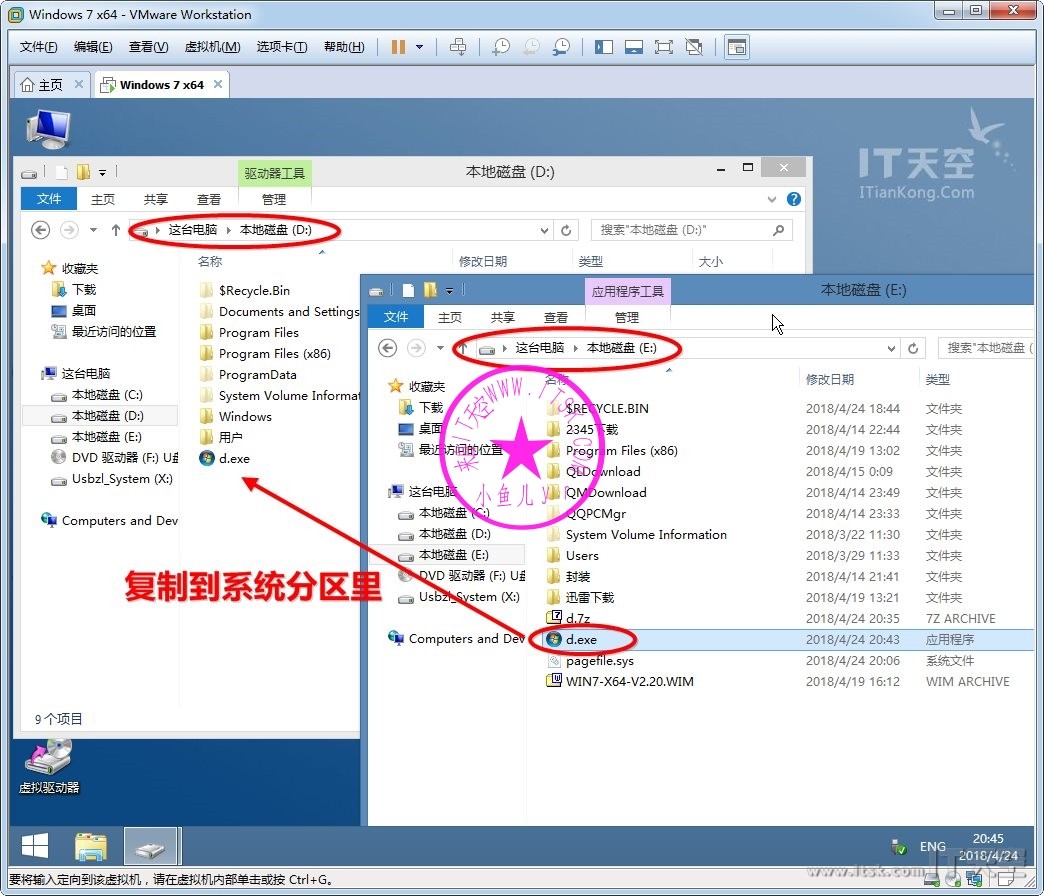 Windows 7 x64 - VMware Workstation
文件(F) 编辑(E) 查看(V) 虚拟机(M) 选项卡(T) 帮助(H)
主页 Windows 7 x64
IT天空
ITianKong.Com
驱动器工具 本地磁盘 (D:)
文件 主页 共享 查看 管理
这台电脑 本地磁盘 (D:) 搜索"本地磁盘 (D:)"
名称 修改日期 类型 大小
收藏夹
下载
桌面
最近访问的位置
这台电脑
本地磁盘 (C:)
本地磁盘 (D:)
本地磁盘 (E:)
DVD 驱动器 (F:) U
Usbzl_System (X:)
Computers and Dev
$Recycle.Bin
Documents and Settings
Program Files
Program Files (x86)
ProgramData
System Volume Informa
Windows
用户
d.exe
9 个项目
复制到系统分区里
应用程序工具 本地磁盘 (E:)
文件 主页 共享 查看 管理
这台电脑 本地磁盘 (E:) 搜索"本地磁盘 (
名称 修改日期 类型
收藏夹
下载
桌面
最近访问的位置
这台电脑
本地磁盘 (C:)
本地磁盘 (D:)
本地磁盘 (E:)
DVD 驱动器 (F:) U
Usbzl_System (X:)
Computers and Dev
$RECYCLE.BIN 2018/4/24 18:44 文件夹
2345下载 2018/4/14 22:44 文件夹
Program Files (x86) 2018/4/19 13:02 文件夹
QLDownload 2018/4/15 0:09 文件夹
QMDownload 2018/4/14 23:49 文件夹
QQPCMgr 2018/4/14 23:33 文件夹
System Volume Information 2018/3/22 11:30 文件夹
Users 2018/3/29 11:33 文件夹
封装 2018/4/14 21:41 文件夹
迅雷下载 2018/4/19 13:21 文件夹
d.7z 2018/4/24 20:35 7Z ARCHIVE
d.exe 2018/4/24 20:43 应用程序
pagefile.sys 2018/4/24 20:06 系统文件
WIN7-X64-V2.20.WIM 2018/4/19 16:12 WIM ARCHIVE
来自IT天空WWW.iTSK.COM
小鱼儿yr
虚拟驱动器
ENG
20:45
2018/4/24
要将输入定向到该虚拟机，请在虚拟机内部单击或按 Ctrl+G。
www.itsk.com IT天空